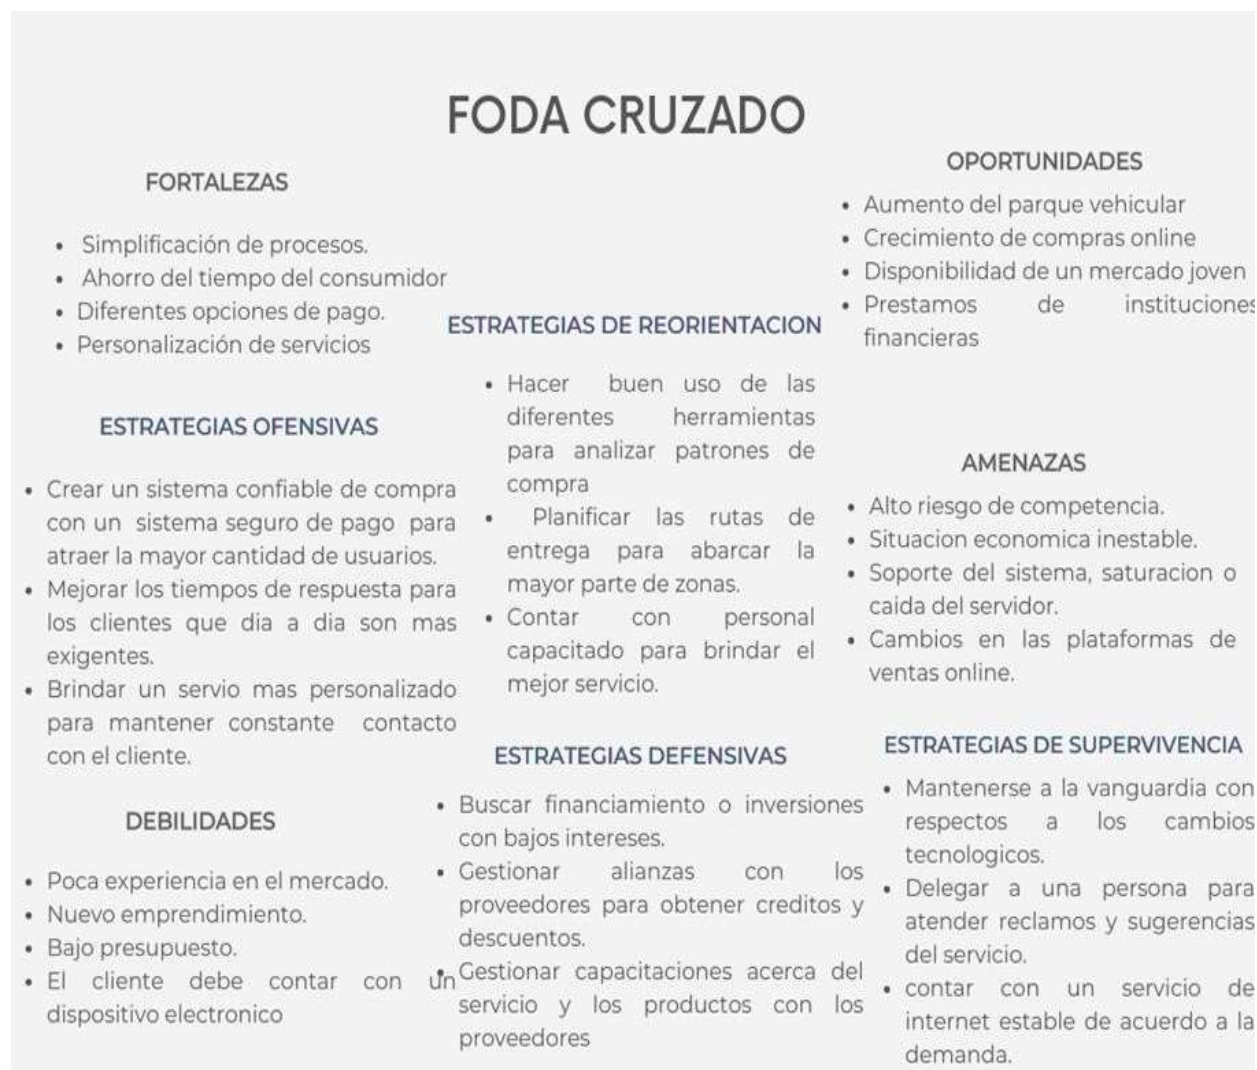 FODA CRUZADO
FORTALEZAS
• Simplificación de procesos.
• Ahorro del tiempo del consumidor
• Diferentes opciones de pago.
• Personalización de servicios
ESTRATEGIAS OFENSIVAS
• Crear un sistema confiable de compra
con un sistema seguro de pago para
atraer la mayor cantidad de usuarios.
• Mejorar los tiempos de respuesta para
los clientes que dia a dia son mas
exigentes.
• Brindar un servio mas personalizado
para mantener constante contacto
con el cliente.
DEBILIDADES
• Poca experiencia en el mercado.
• Nuevo emprendimiento.
• Bajo presupuesto.
• El cliente debe contar con un
dispositivo electronico
ESTRATEGIAS DE REORIENTACION
• Hacer buen uso de las
diferentes herramientas
para analizar patrones de
compra
• Planificar las rutas de
entrega para abarcar la
mayor parte de zonas.
• Contar con personal
capacitado para brindar el
mejor servicio.
ESTRATEGIAS DEFENSIVAS
• Buscar financiamiento o inversiones
con bajos intereses.
• Gestionar alianzas con los
proveedores para obtener creditos y
descuentos.
• Gestionar capacitaciones acerca del
servicio y los productos con los
proveedores
OPORTUNIDADES
• Aumento del parque vehicular
• Crecimiento de compras online
• Disponibilidad de un mercado joven
• Prestamos de instituciones
financieras
AMENAZAS
• Alto riesgo de competencia.
• Situacion economica inestable.
• Soporte del sistema, saturacion o
caida del servidor.
• Cambios en las plataformas de
ventas online.
ESTRATEGIAS DE SUPERVIVENCIA
• Mantenerse a la vanguardia con
respectos a los cambios
tecnologicos.
• Delegar a una persona para
atender reclamos y sugerencias
del servicio.
• contar con un servicio de
internet estable de acuerdo a la
demanda.